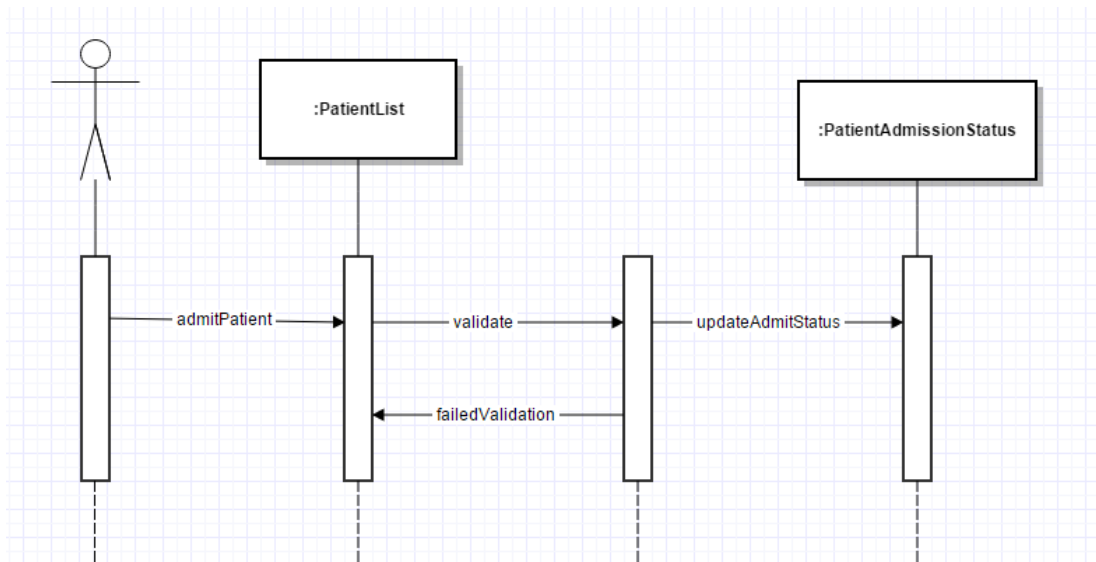 :PatientList
:PatientAdmissionStatus
admitPatient
validate
updateAdmitStatus
failedValidation